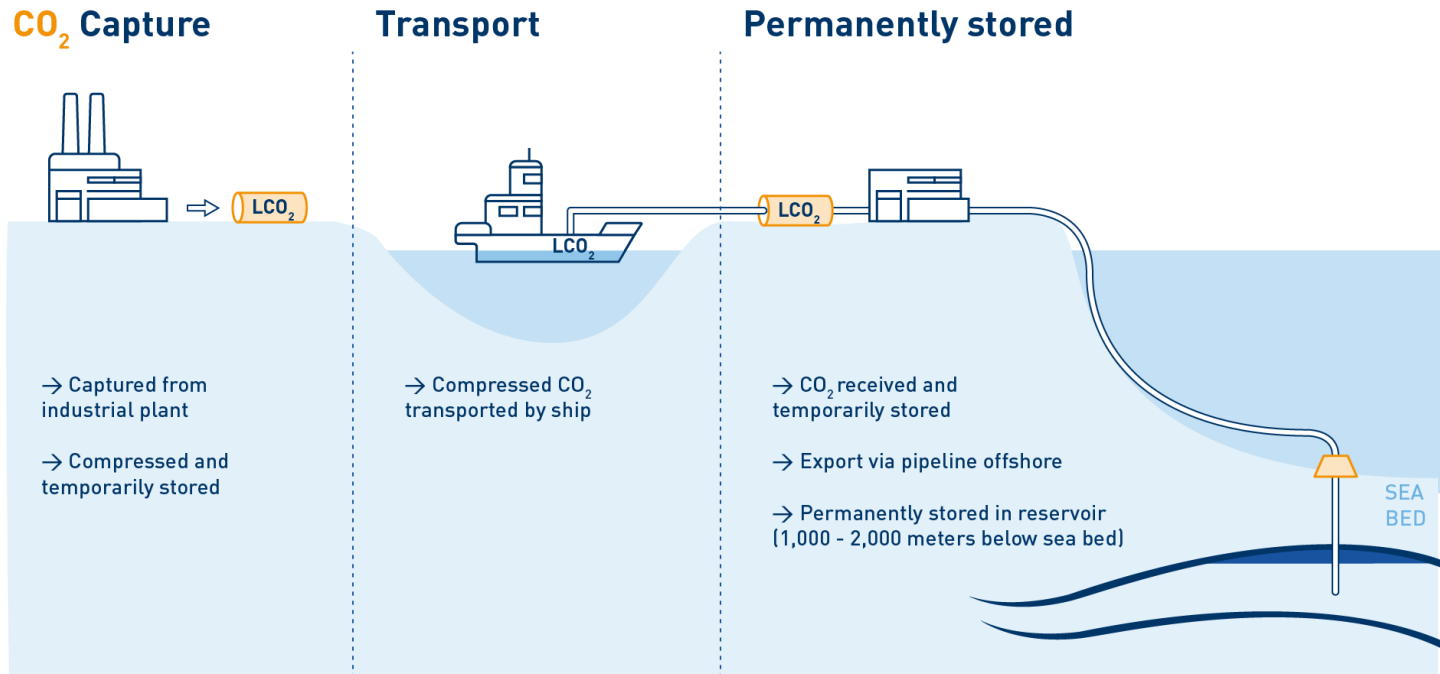 CO₂ Capture
Transport
Permanently stored
LCO₂
LCO₂
LCO₂
→ Captured from
industrial plant
→ Compressed and
temporarily stored
→ Compressed CO₂
transported by ship
→ CO₂ received and
temporarily stored
→ Export via pipeline offshore
→ Permanently stored in reservoir
(1,000 - 2,000 meters below sea bed)
SEA
BED